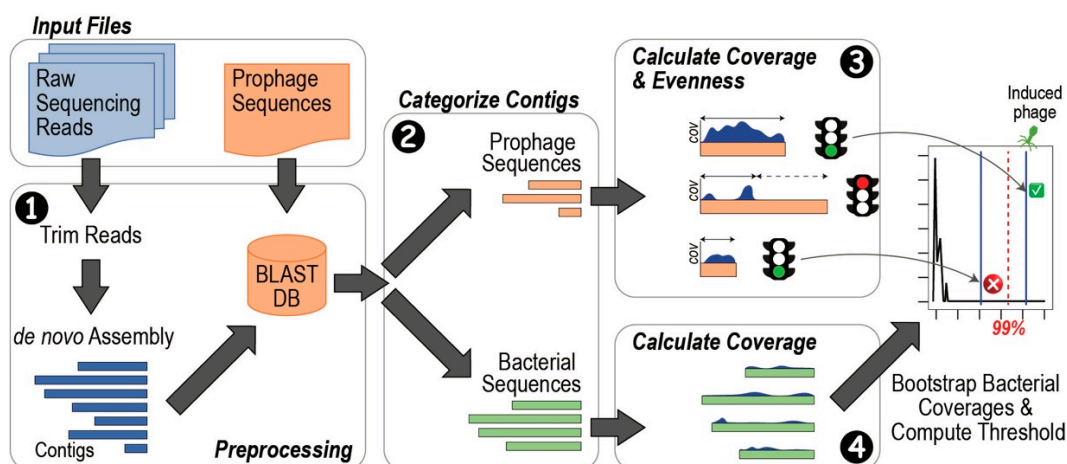 Input Files
Raw
Sequencing
Reads
Prophage
Sequences
1
Trim Reads
de novo Assembly
Contigs
BLAST
DB
Preprocessing
Categorize Contigs
2
Prophage
Sequences
Bacterial
Sequences
Calculate Coverage
& Evenness
3
COV
COV
COV
Calculate Coverage
4
Induced
phage
99%
Bootstrap Bacterial
Coverages &
Compute Threshold